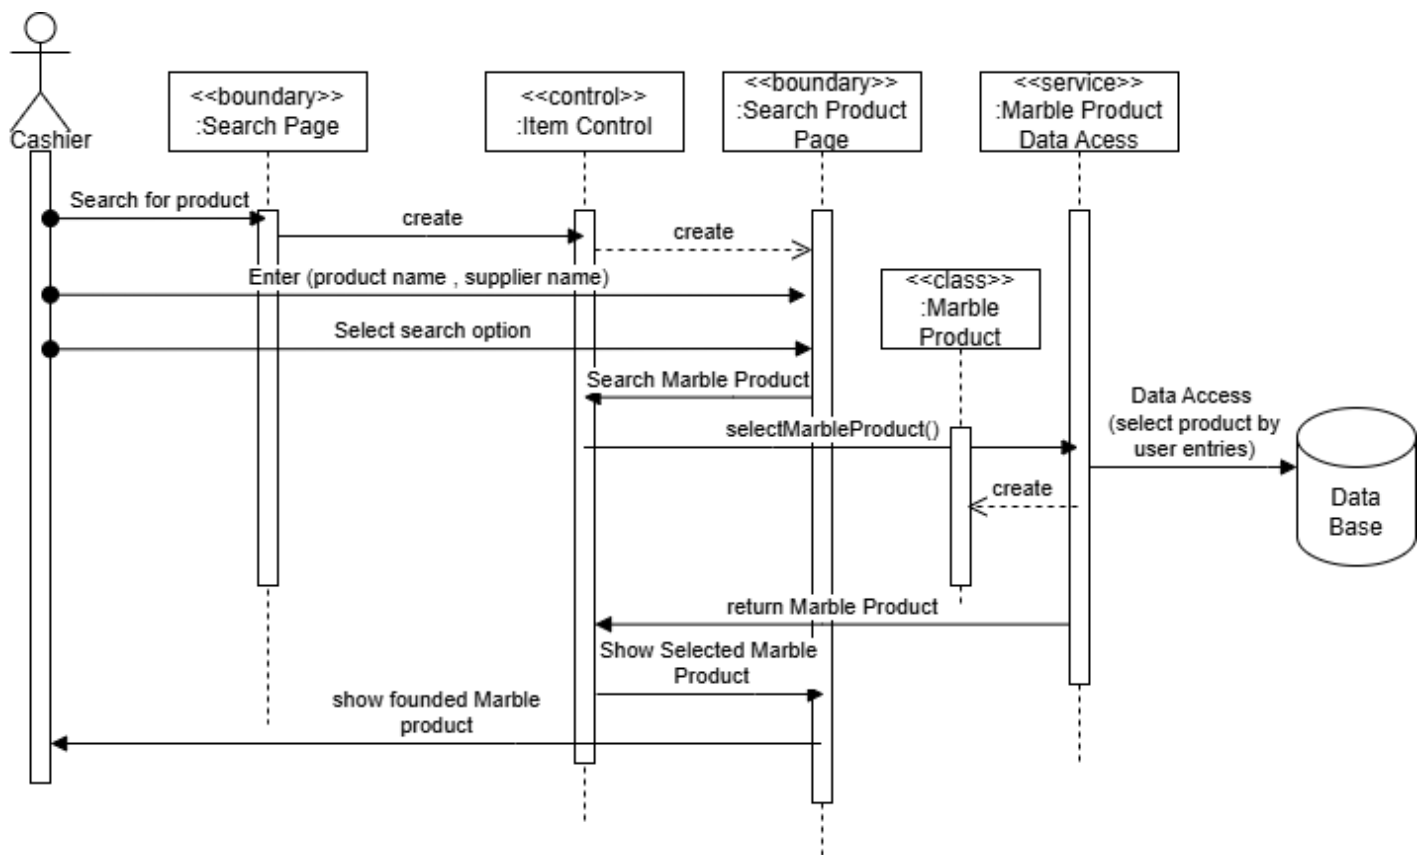 Cashier
<<boundary>>
:Search Page
<<control>>
:Item Control
<<boundary>>
:Search Product
Page
<<service>>
:Marble Product
Data Acess
Search for product
create
create
Enter (product name , supplier name)
<<class>>
:Marble
Product
Select search option
Search Marble Product
selectMarbleProduct()
Data Access
(select product by
user entries)
create
Data
Base
return Marble Product
Show Selected Marble
Product
show founded Marble
product